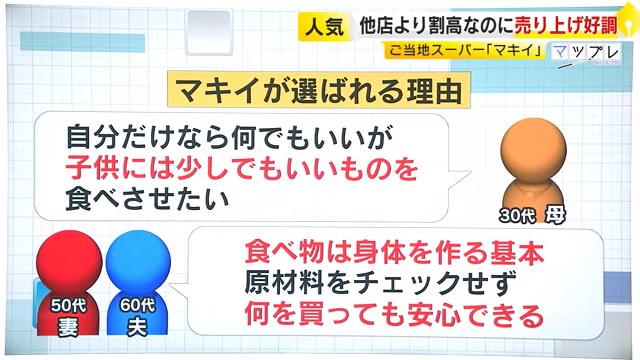 人気
他店より割高なのに売り上げ好調
ご当地スーパー「マキイ」
マツプレ
マキイが選ばれる理由
自分だけなら何でもいいが
子供には少しでもいいものを
食べさせたい
30代 母
50代
妻
60代
夫
食べ物は身体を作る基本
原材料をチェックせず
何を買っても安心できる